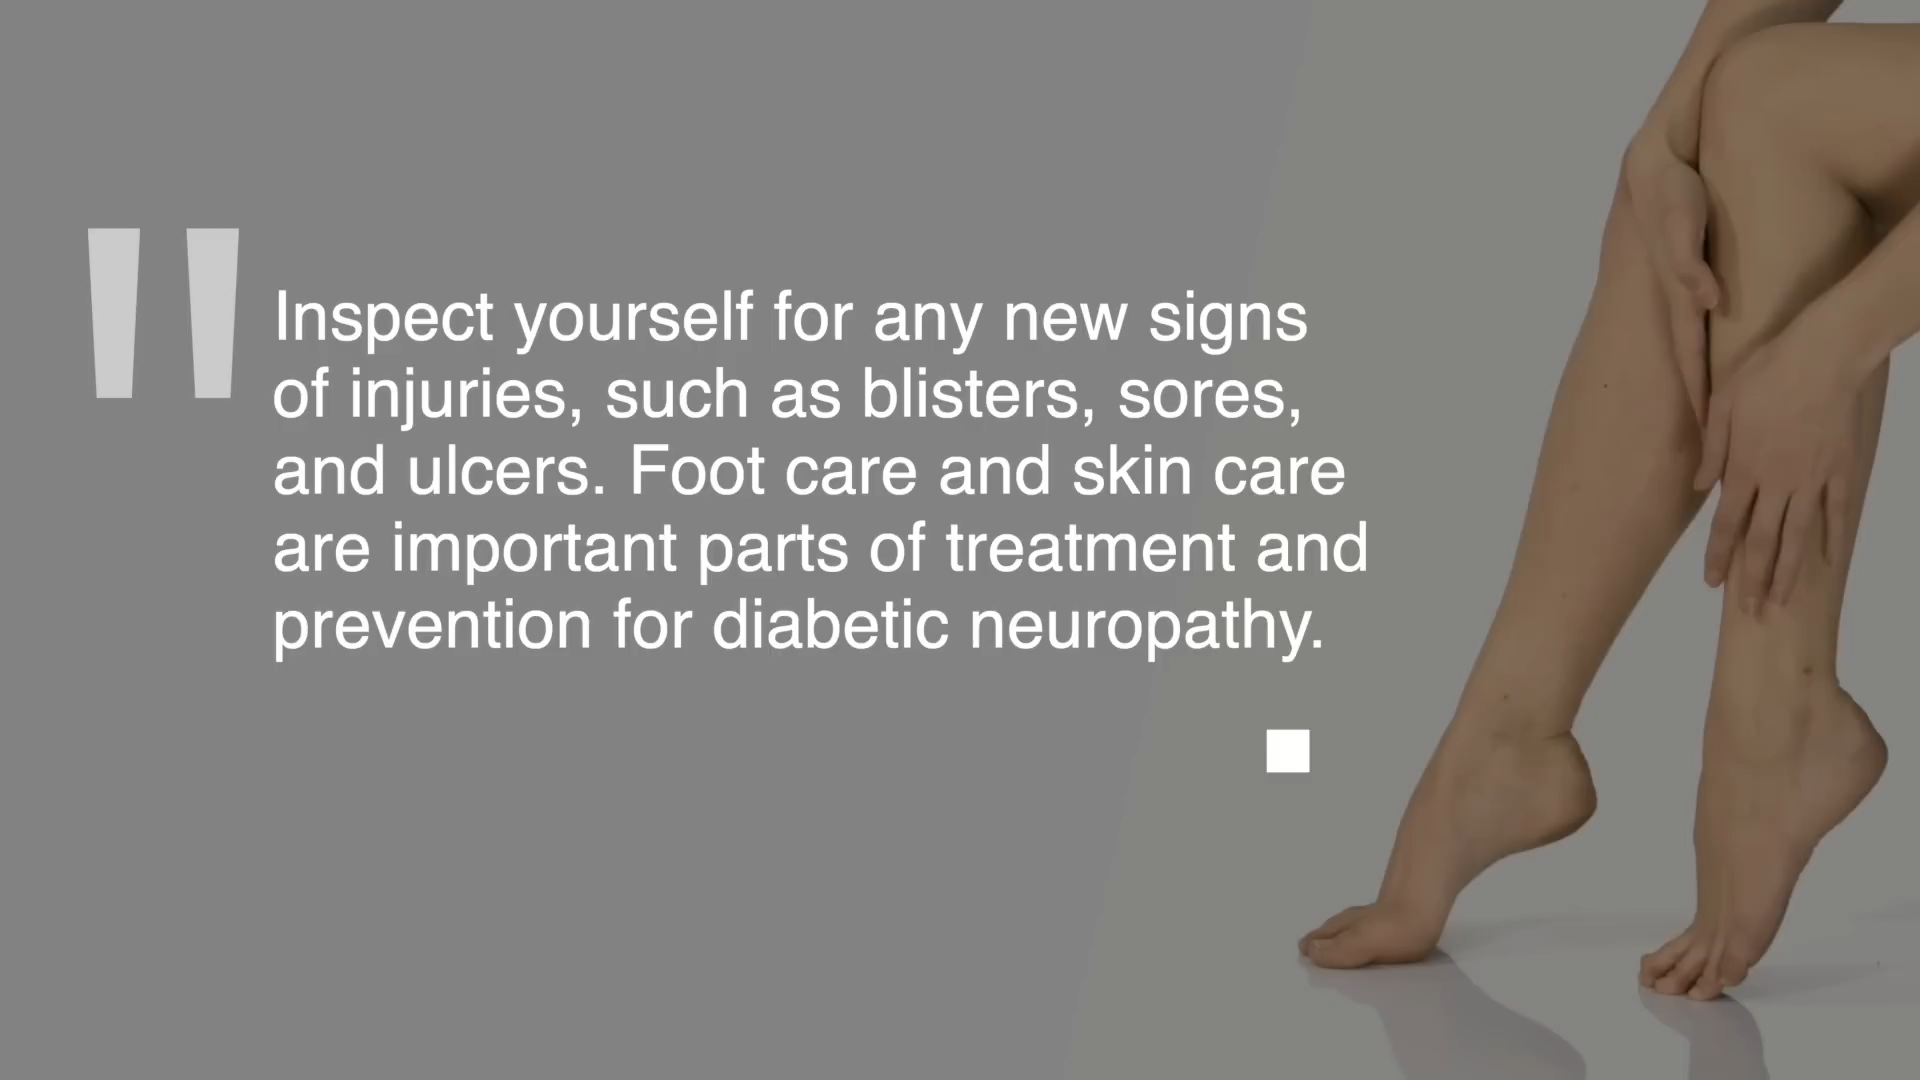 "Inspect yourself for any new signs
of injuries, such as blisters, sores,
and ulcers. Foot care and skin care
are important parts of treatment and
prevention for diabetic neuropathy.